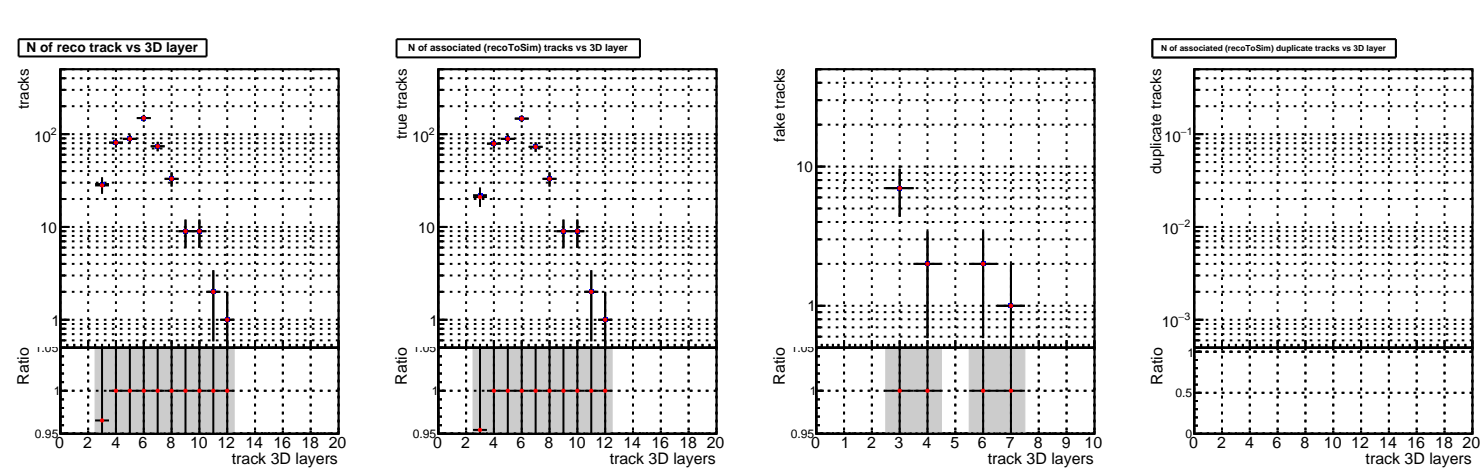 N of reco track vs 3D layer
tracks
10²
10
1
Ratio
1.05
1
0.95
0 2 4 6 8 10 12 14 16 18 20
track 3D layers
N of associated (recoToSim) tracks vs 3D layer
true tracks
10²
10
1
Ratio
1.05
1
0.95
0 2 4 6 8 10 12 14 16 18 20
track 3D layers
fake tracks
10
1
Ratio
1.05
1
0.95
0 1 2 3 4 5 6 7 8 9 10
track 3D layers
N of associated (recoToSim) duplicate tracks vs 3D layer
duplicate tracks
10⁻¹
10⁻²
10⁻³
Ratio
1
0.5
0
0 2 4 6 8 10 12 14 16 18 20
track 3D layers